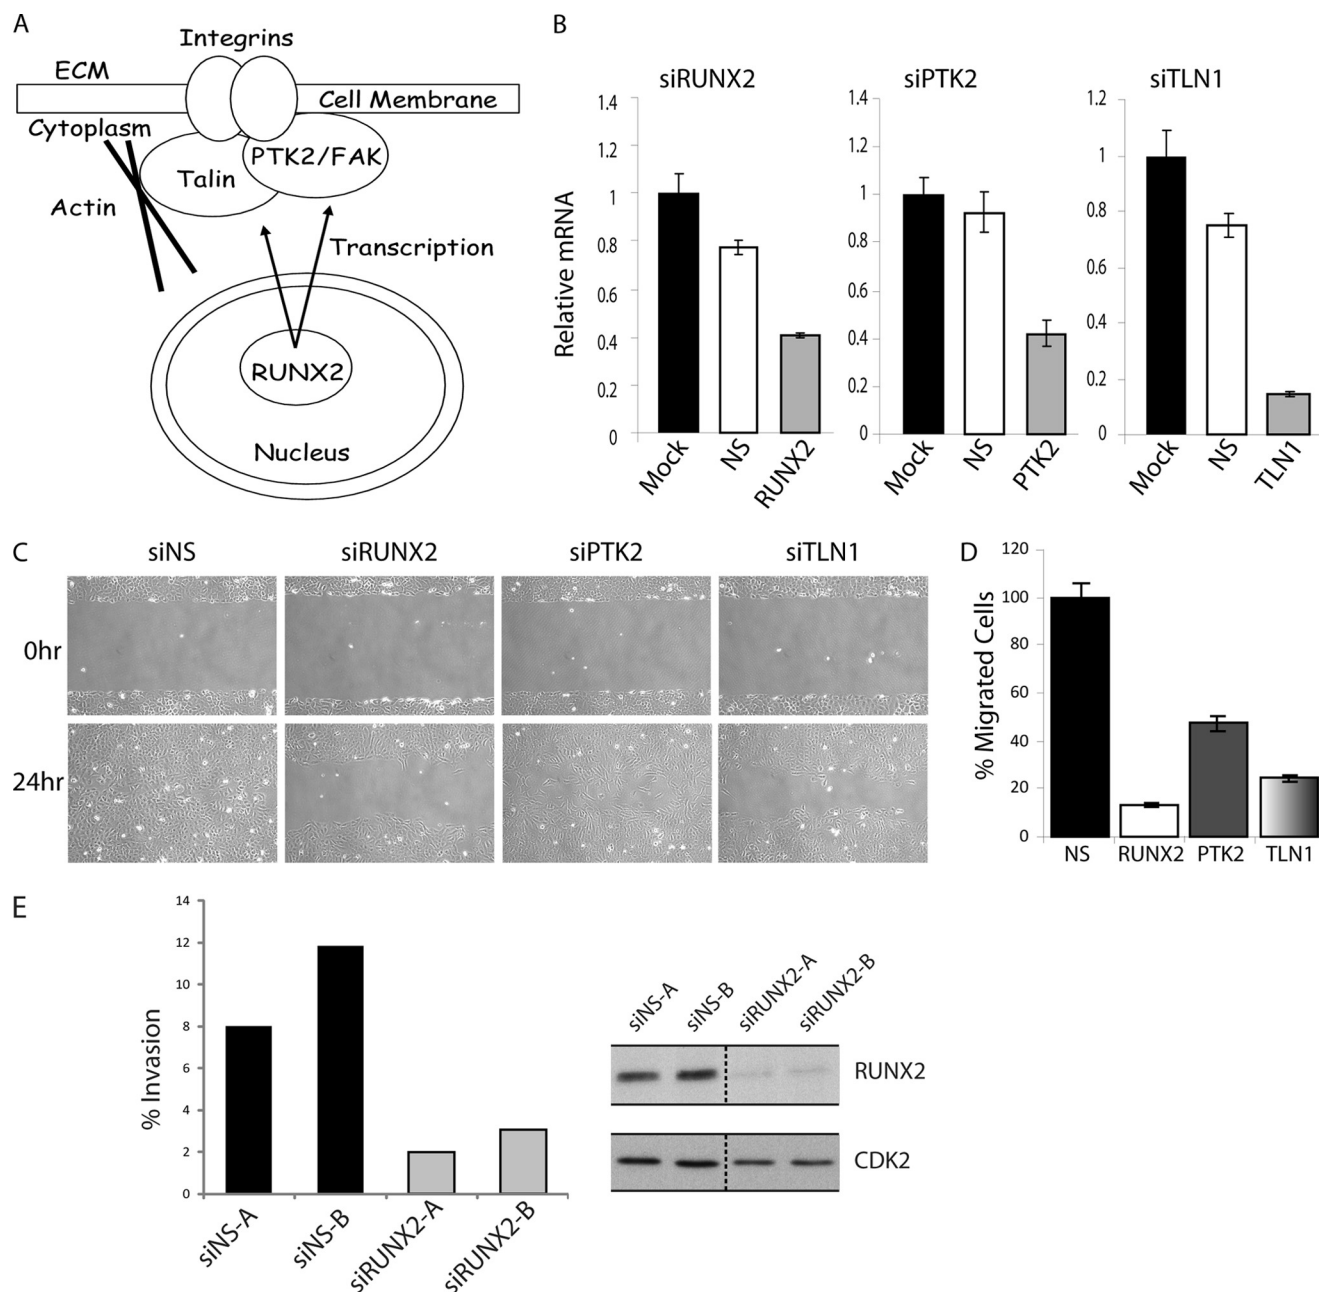 A
Integrins
ECM
Cell Membrane
Cytoplasm
PTK2/FAK
Talin
Actin
Transcription
RUNX2
Nucleus
B
siRUNX2
siPTK2
siTLN1
Relative mRNA
1.4
1.2
1
0.8
0.6
0.4
0.2
0
Mock
NS
RUNX2
1.4
1.2
1
0.8
0.6
0.4
0.2
0
Mock
NS
PTK2
1.2
1
0.8
0.6
0.4
0.2
0
Mock
NS
TLN1
C
siNS
siRUNX2
siPTK2
siTLN1
0hr
24hr
D
% Migrated Cells
120
100
80
60
40
20
0
NS
RUNX2
PTK2
TLN1
E
% Invasion
14
12
10
8
6
4
2
0
siNS-A
siNS-B
siRUNX2-A
siRUNX2-B
siNS-A
siNS-B
siRUNX2-A
siRUNX2-B
RUNX2
CDK2